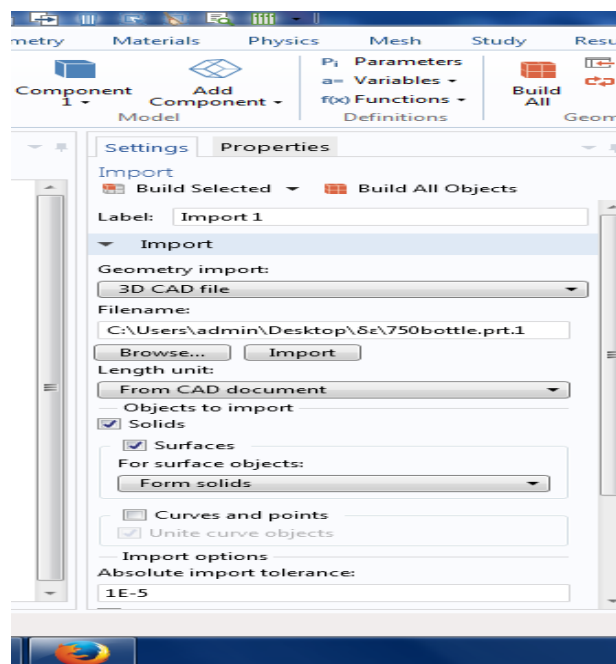 metry Materials Physics Mesh Study Resu
Component 1
Add Component
Pi Parameters
a= Variables
f(x) Functions
Build All
Model Definitions Geom
Settings Properties
Import
Build Selected Build All Objects
Label: Import 1
Import
Geometry import:
3D CAD file
Filename:
C:\Users\admin\Desktop\δε\750bottle.prt.1
Browse... Import
Length unit:
From CAD document
Objects to import
Solids
Surfaces
For surface objects:
Form solids
Curves and points
Unite curve objects
Import options
Absolute import tolerance:
1E-5